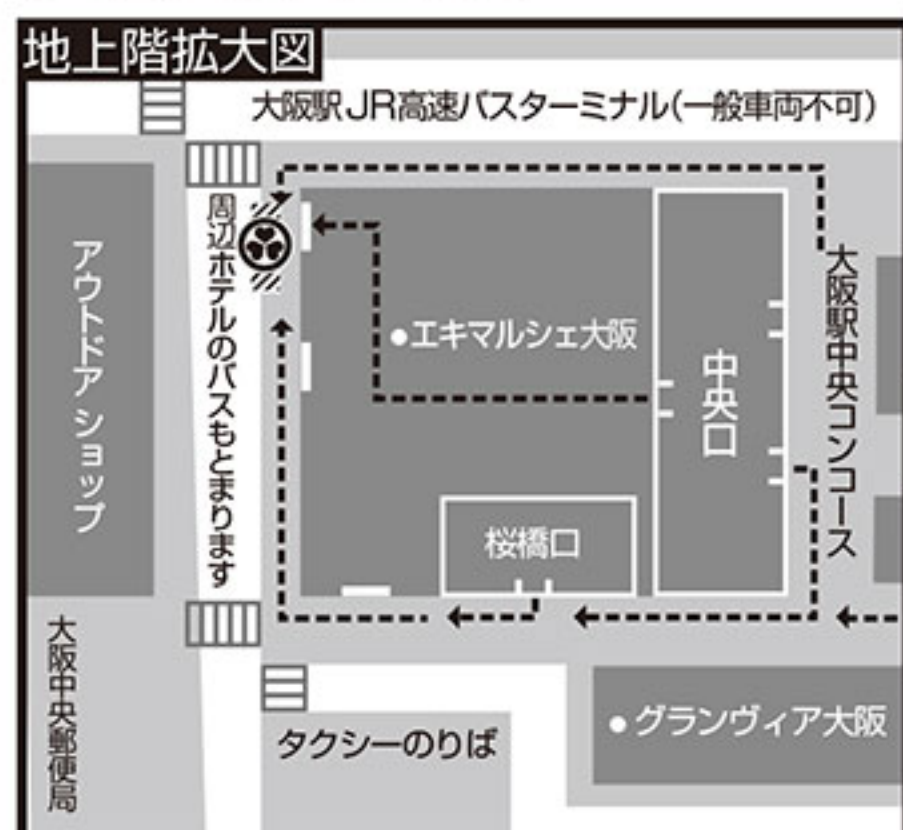 地上階拡大図
大阪駅JR高速バスターミナル(一般車両不可)
周辺ホテルのバスもとまります
アウトドアショップ
●エキマルシェ大阪
中央口
大阪駅中央コンコース
桜橋口
大阪中央郵便局
タクシーのりば
●グランヴィア大阪